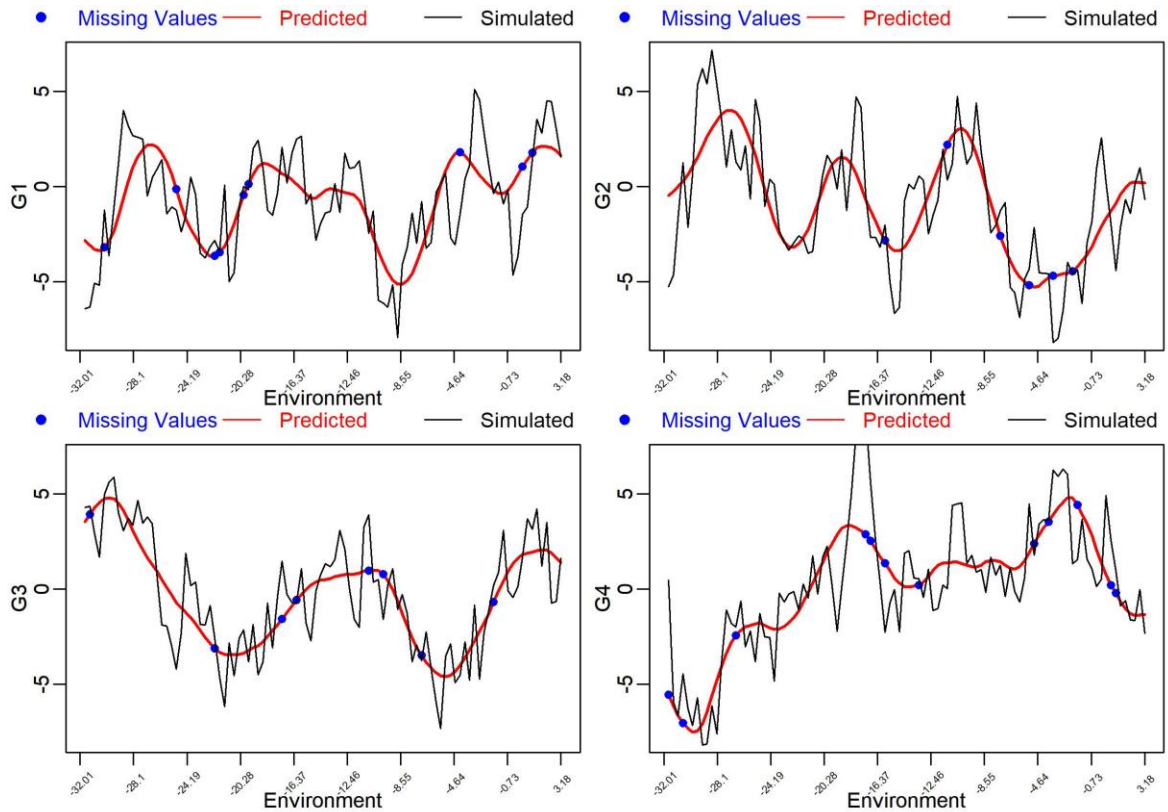 Missing Values Predicted Simulated
Missing Values Predicted Simulated
G1
5
0
-5
-32.01 -28.1 -24.19 -20.28 -16.37 -12.46 -8.55 -4.64 -0.73 3.18
Environment
G2
5
0
-5
-32.01 -28.1 -24.19 -20.28 -16.37 -12.46 -8.55 -4.64 -0.73 3.18
Environment
Missing Values Predicted Simulated
Missing Values Predicted Simulated
G3
5
0
-5
-32.01 -28.1 -24.19 -20.28 -16.37 -12.46 -8.55 -4.64 -0.73 3.18
Environment
G4
5
0
-5
-32.01 -28.1 -24.19 -20.28 -16.37 -12.46 -8.55 -4.64 -0.73 3.18
Environment